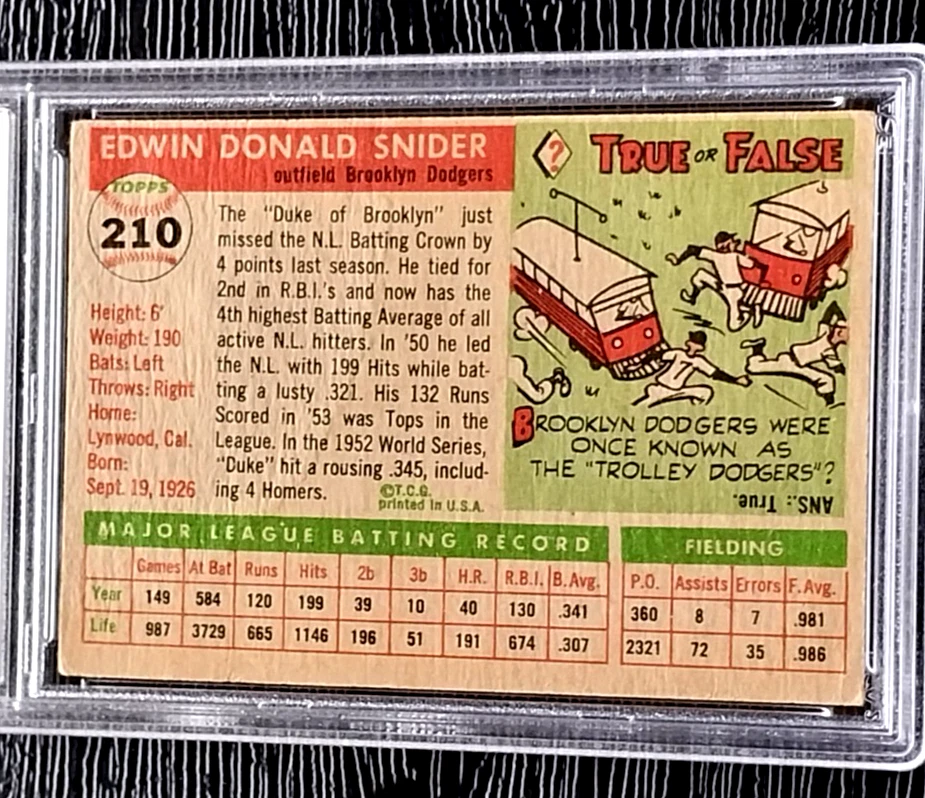 EDWIN DONALD SNIDER
outfield Brooklyn Dodgers
TOPPS
210
Height: 6'
Weight: 190
Bats: Left
Throws: Right
Home:
Lynwood, Cal.
Born:
Sept. 19, 1926
The "Duke of Brooklyn" just
missed the N.L. Batting Crown by
4 points last season. He tied for
2nd in R.B.I.'s and now has the
4th highest Batting Average of all
active N.L. hitters. In '50 he led
the N.L. with 199 Hits while bat-
ting a lusty .321. His 132 Runs
Scored in '53 was Tops in the
League. In the 1952 World Series,
"Duke" hit a rousing .345, includ-
ing 4 Homers.
©T.C.G.
printed in U.S.A.
? TRUE OR FALSE
BROOKLYN DODGERS WERE
ONCE KNOWN AS
THE "TROLLEY DODGERS"?
ANS.: True.
MAJOR LEAGUE BATTING RECORD
Games At Bat Runs Hits 2b 3b H.R. R.B.I. B.Avg.
Year 149 584 120 199 39 10 40 130 .341
Life 987 3729 665 1146 196 51 191 674 .307
FIELDING
P.O. Assists Errors F.Avg.
360 8 7 .981
2321 72 35 .986